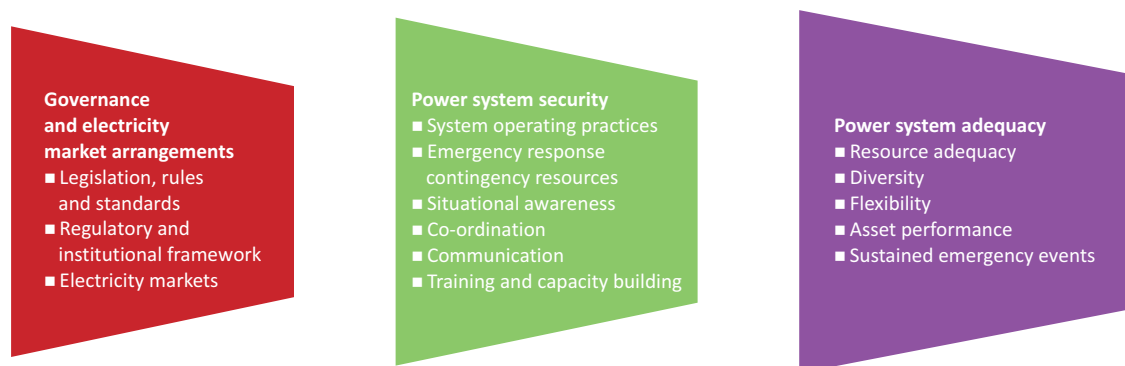 Governance
and electricity
market arrangements
■ Legislation, rules
and standards
■ Regulatory and
institutional framework
■ Electricity markets
Power system security
■ System operating practices
■ Emergency response
contingency resources
■ Situational awareness
■ Co-ordination
■ Communication
■ Training and capacity building
Power system adequacy
■ Resource adequacy
■ Diversity
■ Flexibility
■ Asset performance
■ Sustained emergency events